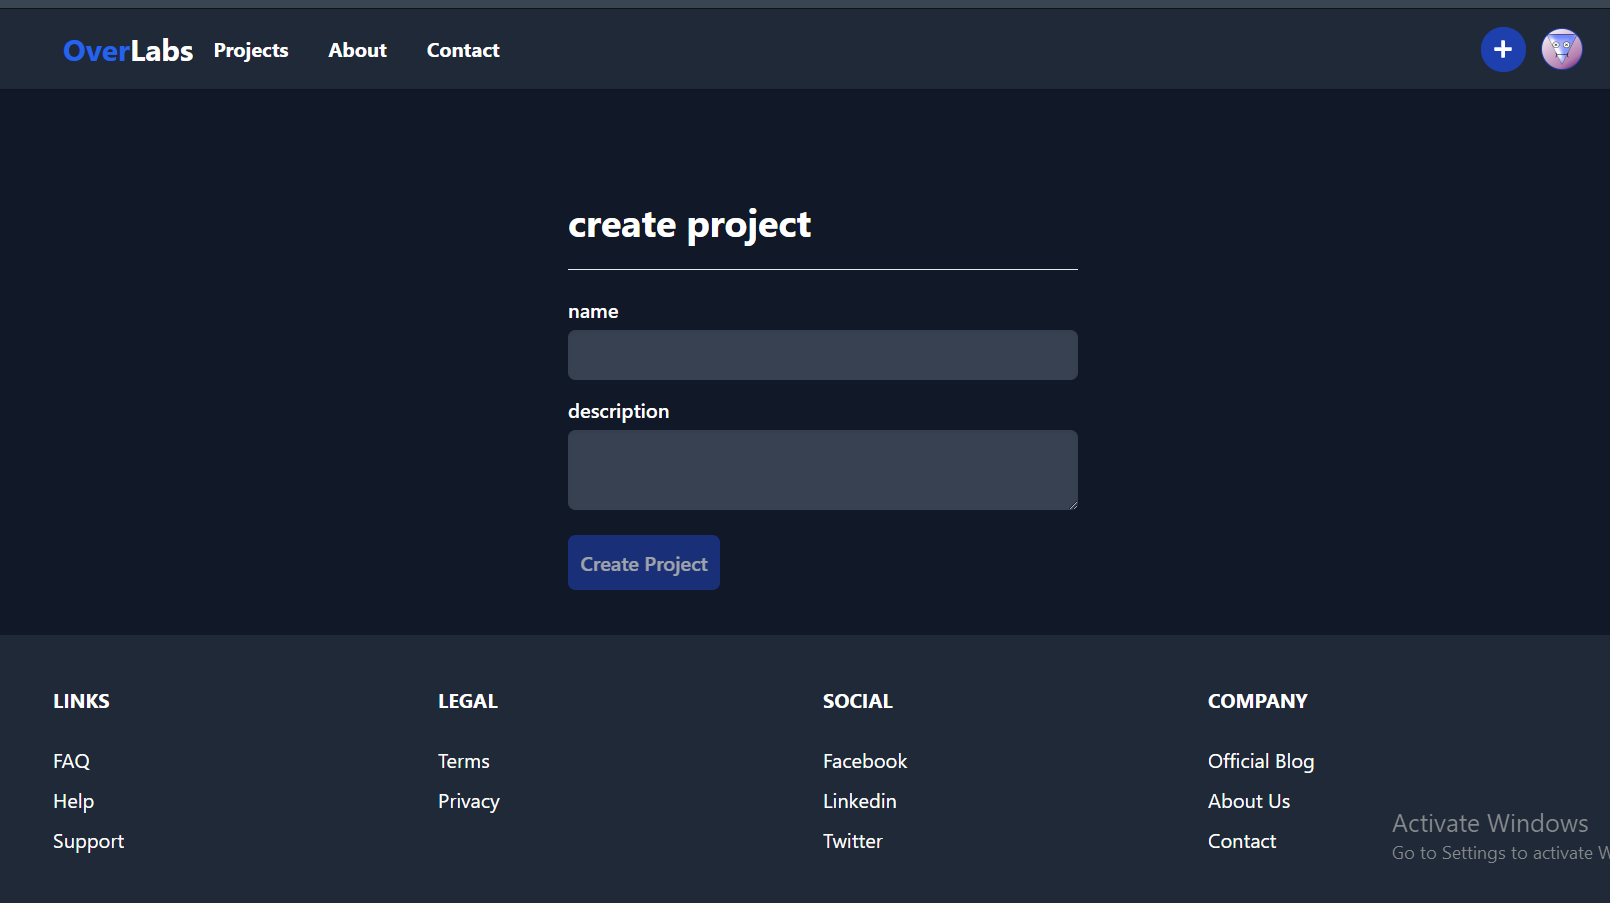 OverLabs Projects About Contact
create project
name
description
Create Project
LINKS
FAQ
Help
Support
LEGAL
Terms
Privacy
SOCIAL
Facebook
Linkedin
Twitter
COMPANY
Official Blog
About Us
Contact
Activate Windows
Go to Settings to activate W